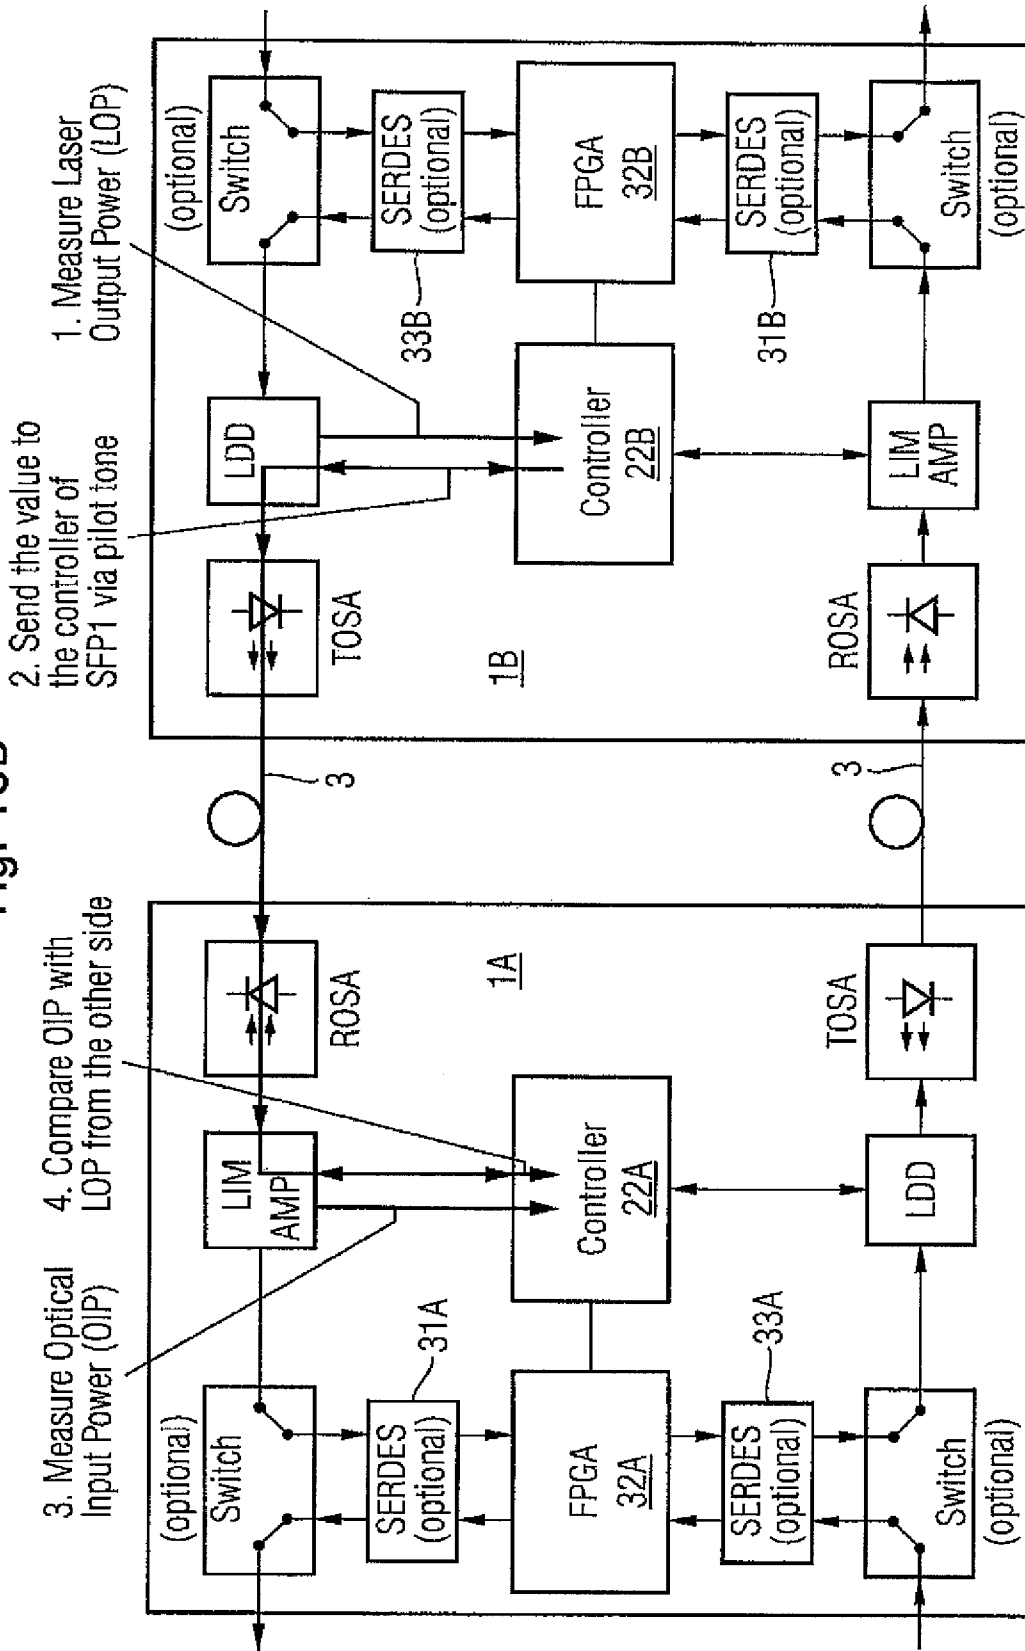 Fig.
3. Measure Optical
Input Power (OIP)
4. Compare OIP with
LOP from the other side
2. Send the value to
the controller of
SFP1 via pilot tone
1. Measure Laser
Output Power (LOP)
(optional)
Switch
LIM
AMP
ROSA
3
TOSA
LDD
(optional)
Switch
SERDES
(optional)
31A
33B
SERDES
(optional)
FPGA
32A
Controller
22A
1A
1B
Controller
22B
FPGA
32B
SERDES
(optional)
33A
31B
SERDES
(optional)
Switch
(optional)
LDD
TOSA
3
ROSA
LIM
AMP
Switch
(optional)